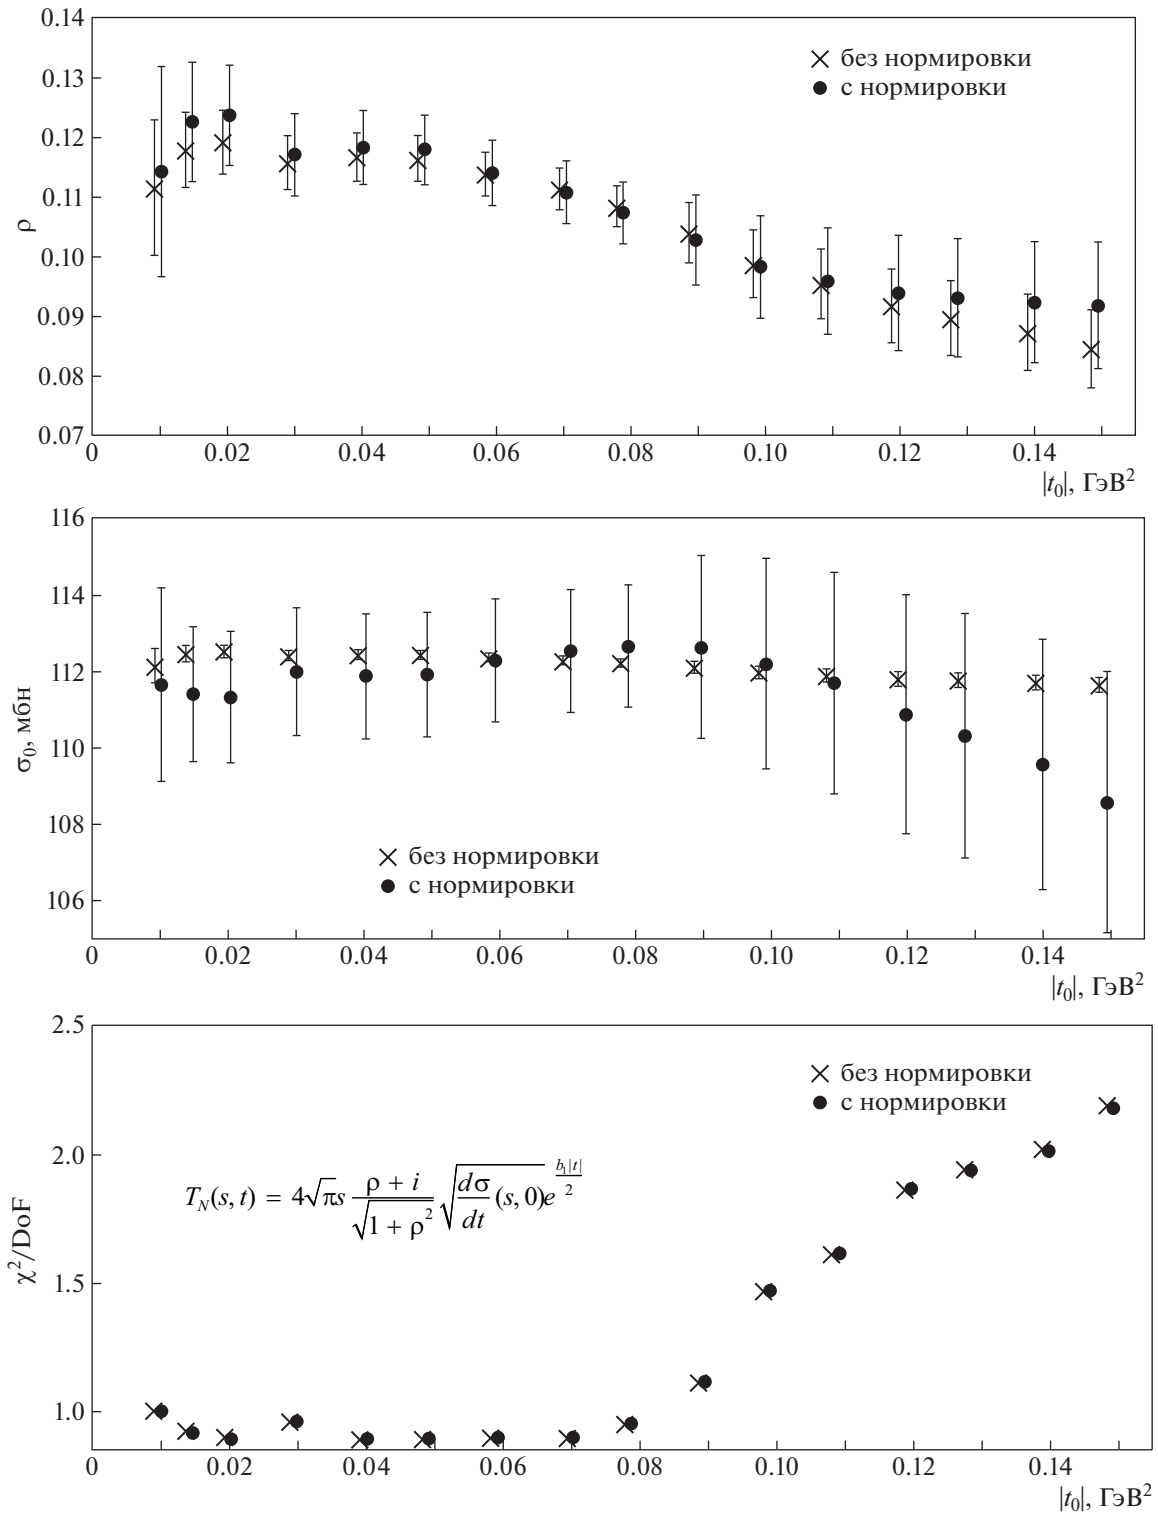 0.14
0.13
0.12
0.11
0.10
0.09
0.08
0.07
ρ
× без нормировки
● с нормировки
0 0.02 0.04 0.06 0.08 0.10 0.12 0.14
|t₀|, ГэВ²
116
114
112
110
108
106
σ₀, мбн
× без нормировки
● с нормировки
0 0.02 0.04 0.06 0.08 0.10 0.12 0.14
|t₀|, ГэВ²
2.5
2.0
1.5
1.0
χ²/DoF
× без нормировки
● с нормировки
T_N(s, t) = 4√π s (ρ + i)/√(1 + ρ²) √(dσ/dt (s, 0)) e^(b₁|t|/2)
0 0.02 0.04 0.06 0.08 0.10 0.12 0.14
|t₀|, ГэВ²